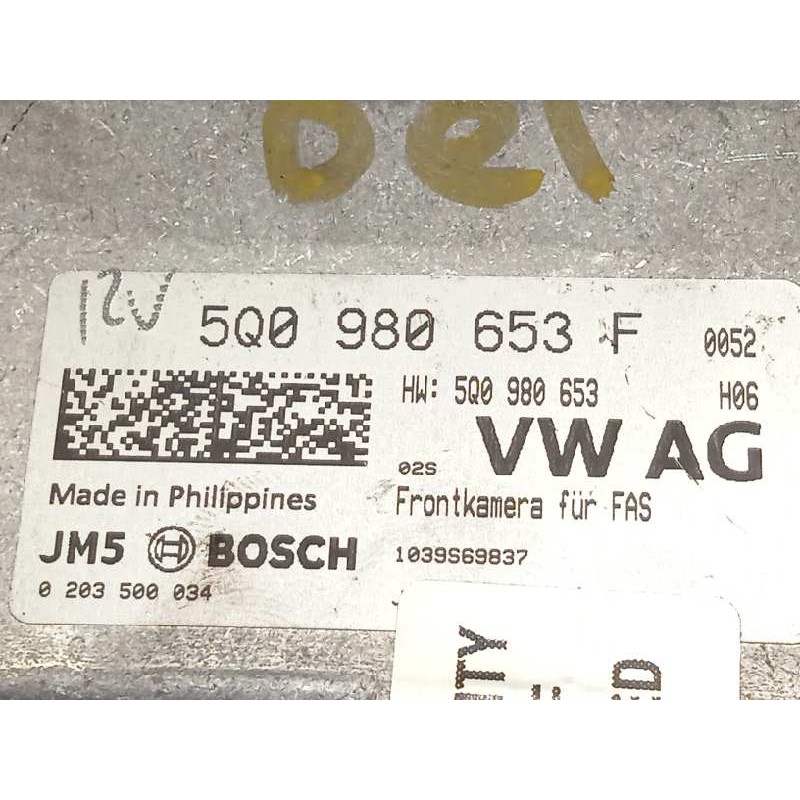 Del
12V
5Q0 980 653 F 0052
HW: 5Q0 980 653 H06
VW AG
02S
Made in Philippines
Frontkamera für FAS
JM5 BOSCH
1039S69837
0 203 500 034